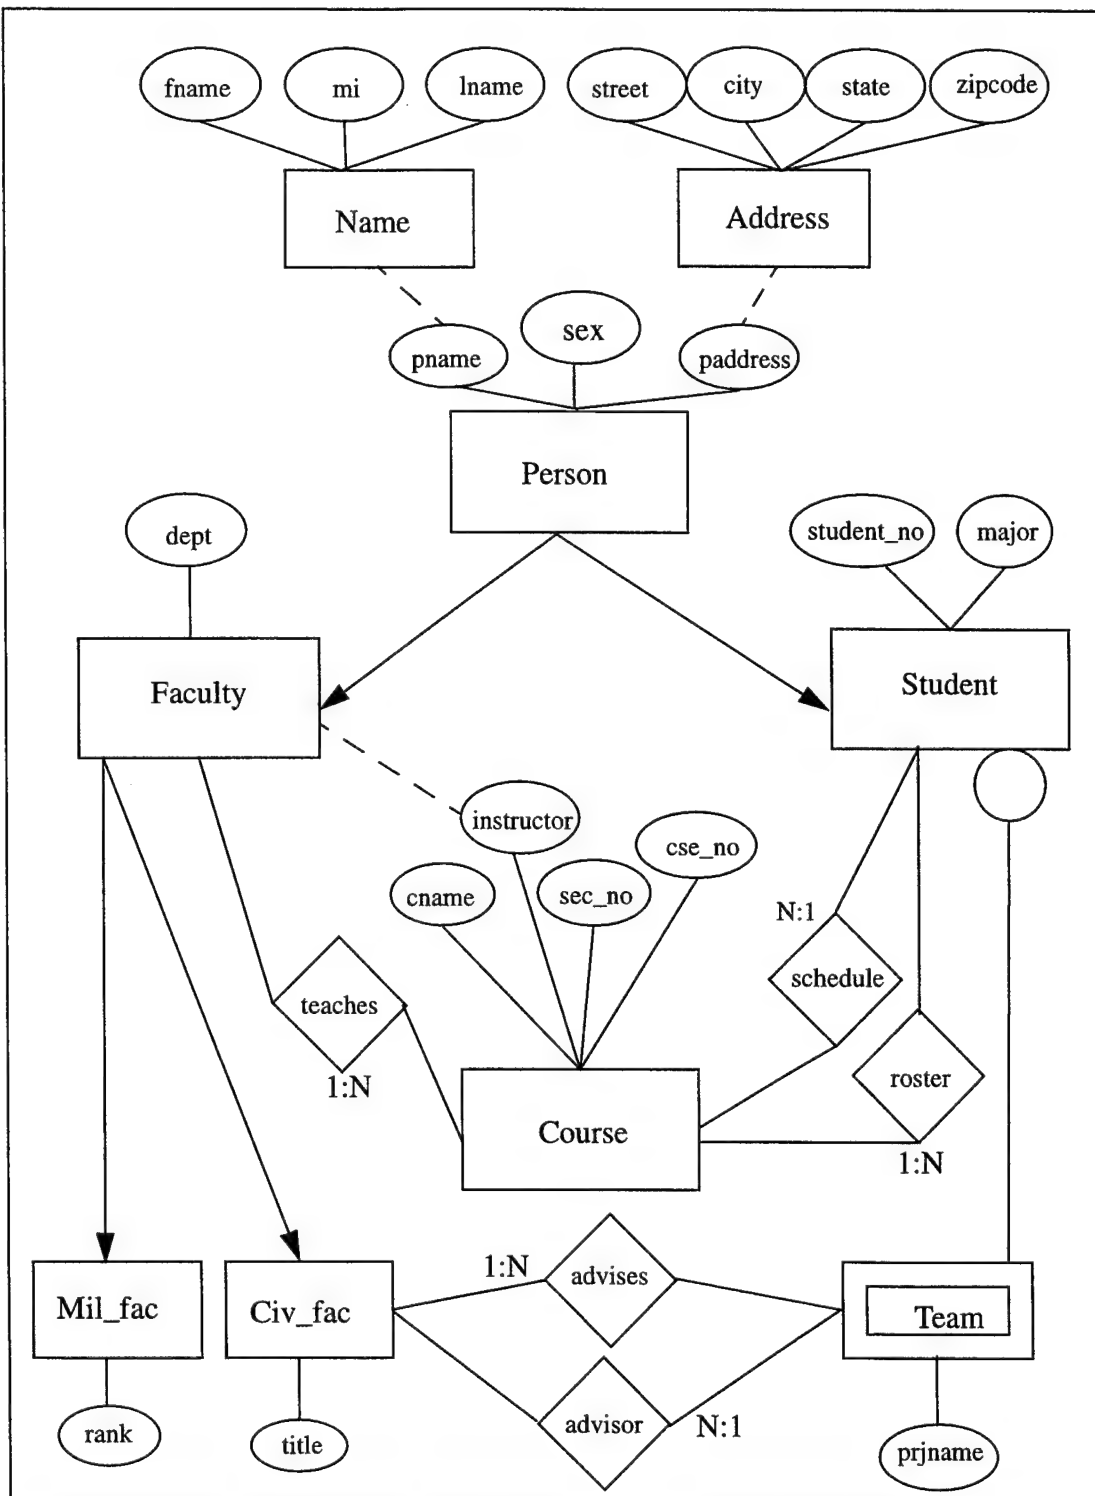 fname mi lname street city state zipcode
Name Address
sex
pname paddress
Person
dept student_no major
Faculty Student
instructor cse_no
cname sec_no
N:1
schedule
teaches
1:N roster
Course
1:N
1:N advises
Mil_fac Civ_fac Team
advisor N:1
rank title prjname